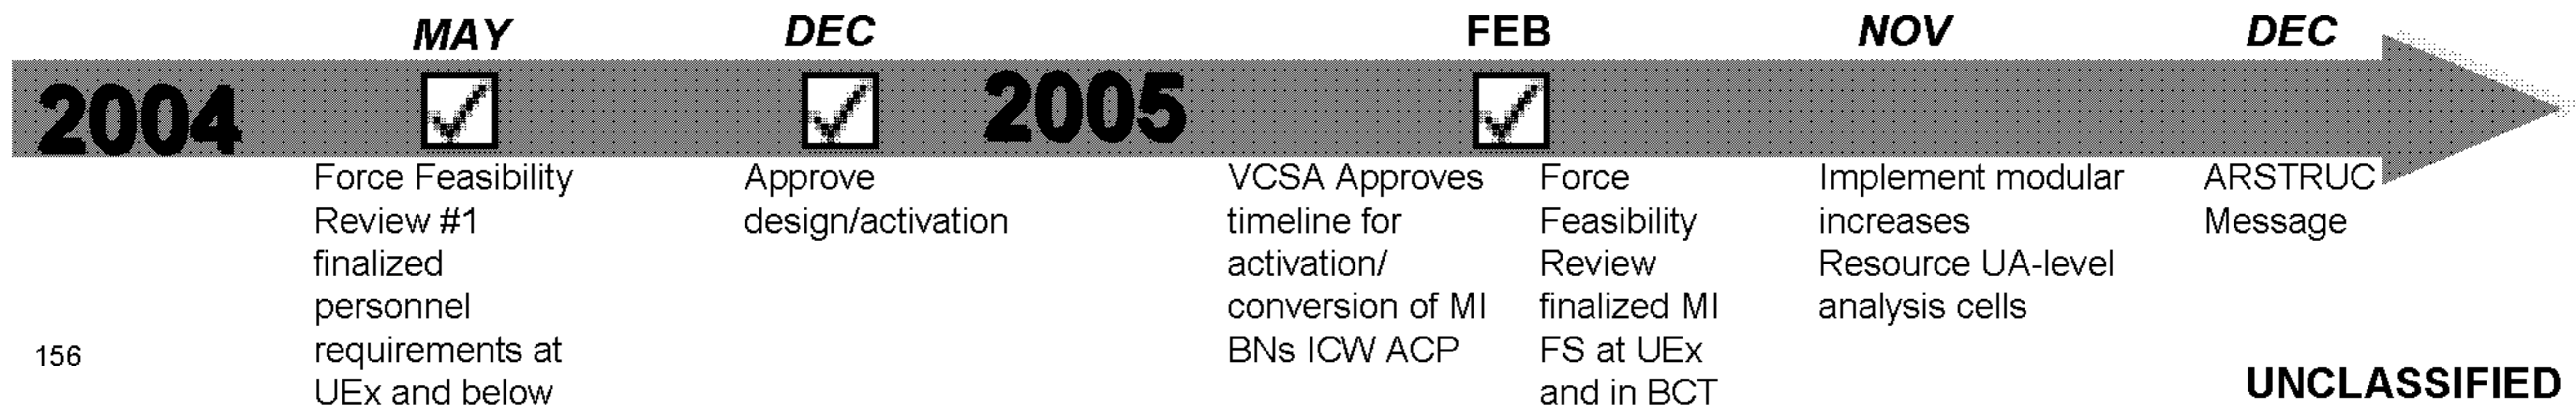 MAY DEC FEB NOV DEC
2004 2005
Force Feasibility
Review #1
finalized
personnel
requirements at
UEx and below
Approve
design/activation
VCSA Approves
timeline for
activation/
conversion of MI
BNs ICW ACP
Force
Feasibility
Review
finalized MI
FS at UEx
and in BCT
Implement modular
increases
Resource UA-level
analysis cells
ARSTRUC
Message
156
UNCLASSIFIED